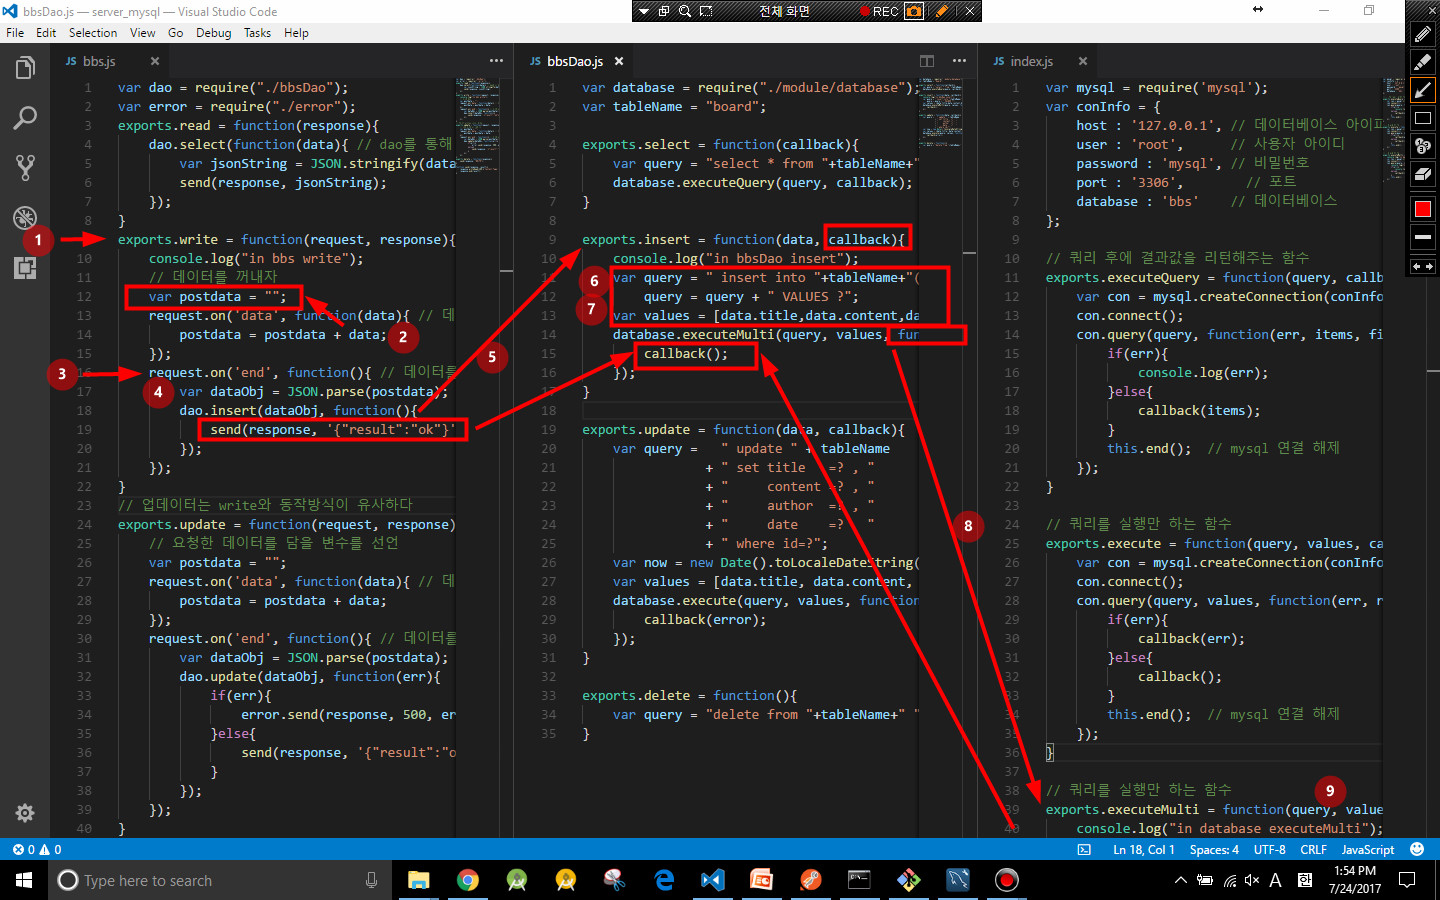 bbsDao.js — server_mysql — Visual Studio Code
전체 화면
REC
File Edit Selection View Go Debug Tasks Help
JS bbs.js
1 var dao = require("./bbsDao");
2 var error = require("./error");
3 exports.read = function(response){
4 dao.select(function(data){ // dao를 통해
5 var jsonString = JSON.stringify(data
6 send(response, jsonString);
7 });
8 }
9 exports.write = function(request, response){
10 console.log("in bbs write");
11 // 데이터를 꺼내자
12 var postdata = "";
13 request.on('data', function(data){ // 데
14 postdata = postdata + data;
15 });
16 request.on('end', function(){ // 데이터를
17 var dataObj = JSON.parse(postdata);
18 dao.insert(dataObj, function(){
19 send(response, '{"result":"ok"}'
20 });
21 });
22 }
23 // 업데이터는 write와 동작방식이 유사하다
24 exports.update = function(request, response)
25 // 요청한 데이터를 담을 변수를 선언
26 var postdata = "";
27 request.on('data', function(data){ // 데
28 postdata = postdata + data;
29 });
30 request.on('end', function(){ // 데이터를
31 var dataObj = JSON.parse(postdata);
32 dao.update(dataObj, function(err){
33 if(err){
34 error.send(response, 500, er
35 }else{
36 send(response, '{"result":"o
37 }
38 });
39 });
40 }
1
2
3
4
5
JS bbsDao.js
1 var database = require("./module/database");
2 var tableName = "board";
3
4 exports.select = function(callback){
5 var query = "select * from "+tableName+"
6 database.executeQuery(query, callback);
7 }
8
9 exports.insert = function(data, callback){
10 console.log("in bbsDao insert");
11 var query = " insert into "+tableName+"(
12 query = query + " VALUES ?";
13 var values = [data.title,data.content,da
14 database.executeMulti(query, values, fun
15 callback();
16 });
17 }
18
19 exports.update = function(data, callback){
20 var query = " update " + tableName
21 + " set title =? , "
22 + " content =? , "
23 + " author =? , "
24 + " date =? "
25 + " where id=?";
26 var now = new Date().toLocaleDateString(
27 var values = [data.title, data.content,
28 database.execute(query, values, function
29 callback(error);
30 });
31 }
32
33 exports.delete = function(){
34 var query = "delete from "+tableName+" "
35 }
6
7
8
JS index.js
1 var mysql = require('mysql');
2 var conInfo = {
3 host : '127.0.0.1', // 데이터베이스 아이피
4 user : 'root', // 사용자 아이디
5 password : 'mysql', // 비밀번호
6 port : '3306', // 포트
7 database : 'bbs' // 데이터베이스
8 };
9
10 // 쿼리 후에 결과값을 리턴해주는 함수
11 exports.executeQuery = function(query, callb
12 var con = mysql.createConnection(conInfo
13 con.connect();
14 con.query(query, function(err, items, fi
15 if(err){
16 console.log(err);
17 }else{
18 callback(items);
19 }
20 this.end(); // mysql 연결 해제
21 });
22 }
23
24 // 쿼리를 실행만 하는 함수
25 exports.execute = function(query, values, ca
26 var con = mysql.createConnection(conInfo
27 con.connect();
28 con.query(query, values, function(err, r
29 if(err){
30 callback(err);
31 }else{
32 callback();
33 }
34 this.end(); // mysql 연결 해제
35 });
36 }
37
38 // 쿼리를 실행만 하는 함수
39 exports.executeMulti = function(query, value
40 console.log("in database executeMulti");
9
0 0
Ln 18, Col 1 Spaces: 4 UTF-8 CRLF JavaScript
Type here to search
A 한
1:54 PM
7/24/2017